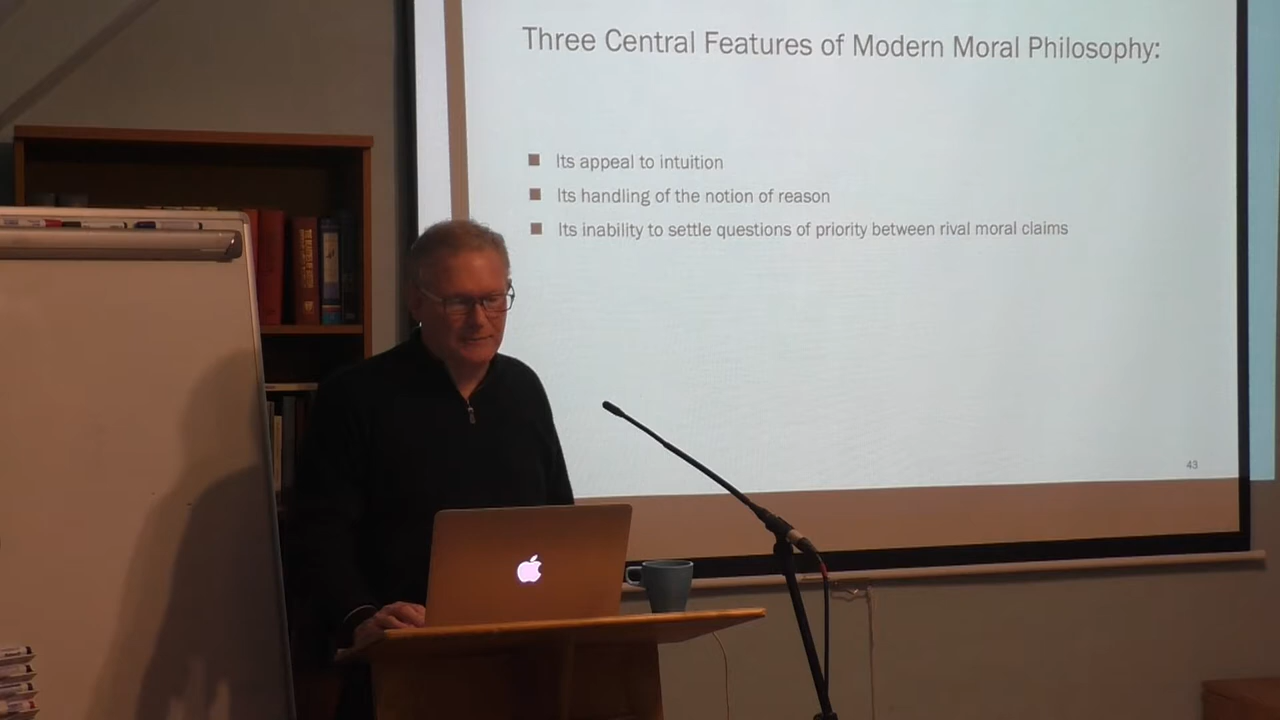 Three Central Features of Modern Moral Philosophy:
Its appeal to intuition
Its handling of the notion of reason
Its inability to settle questions of priority between rival moral claims
43